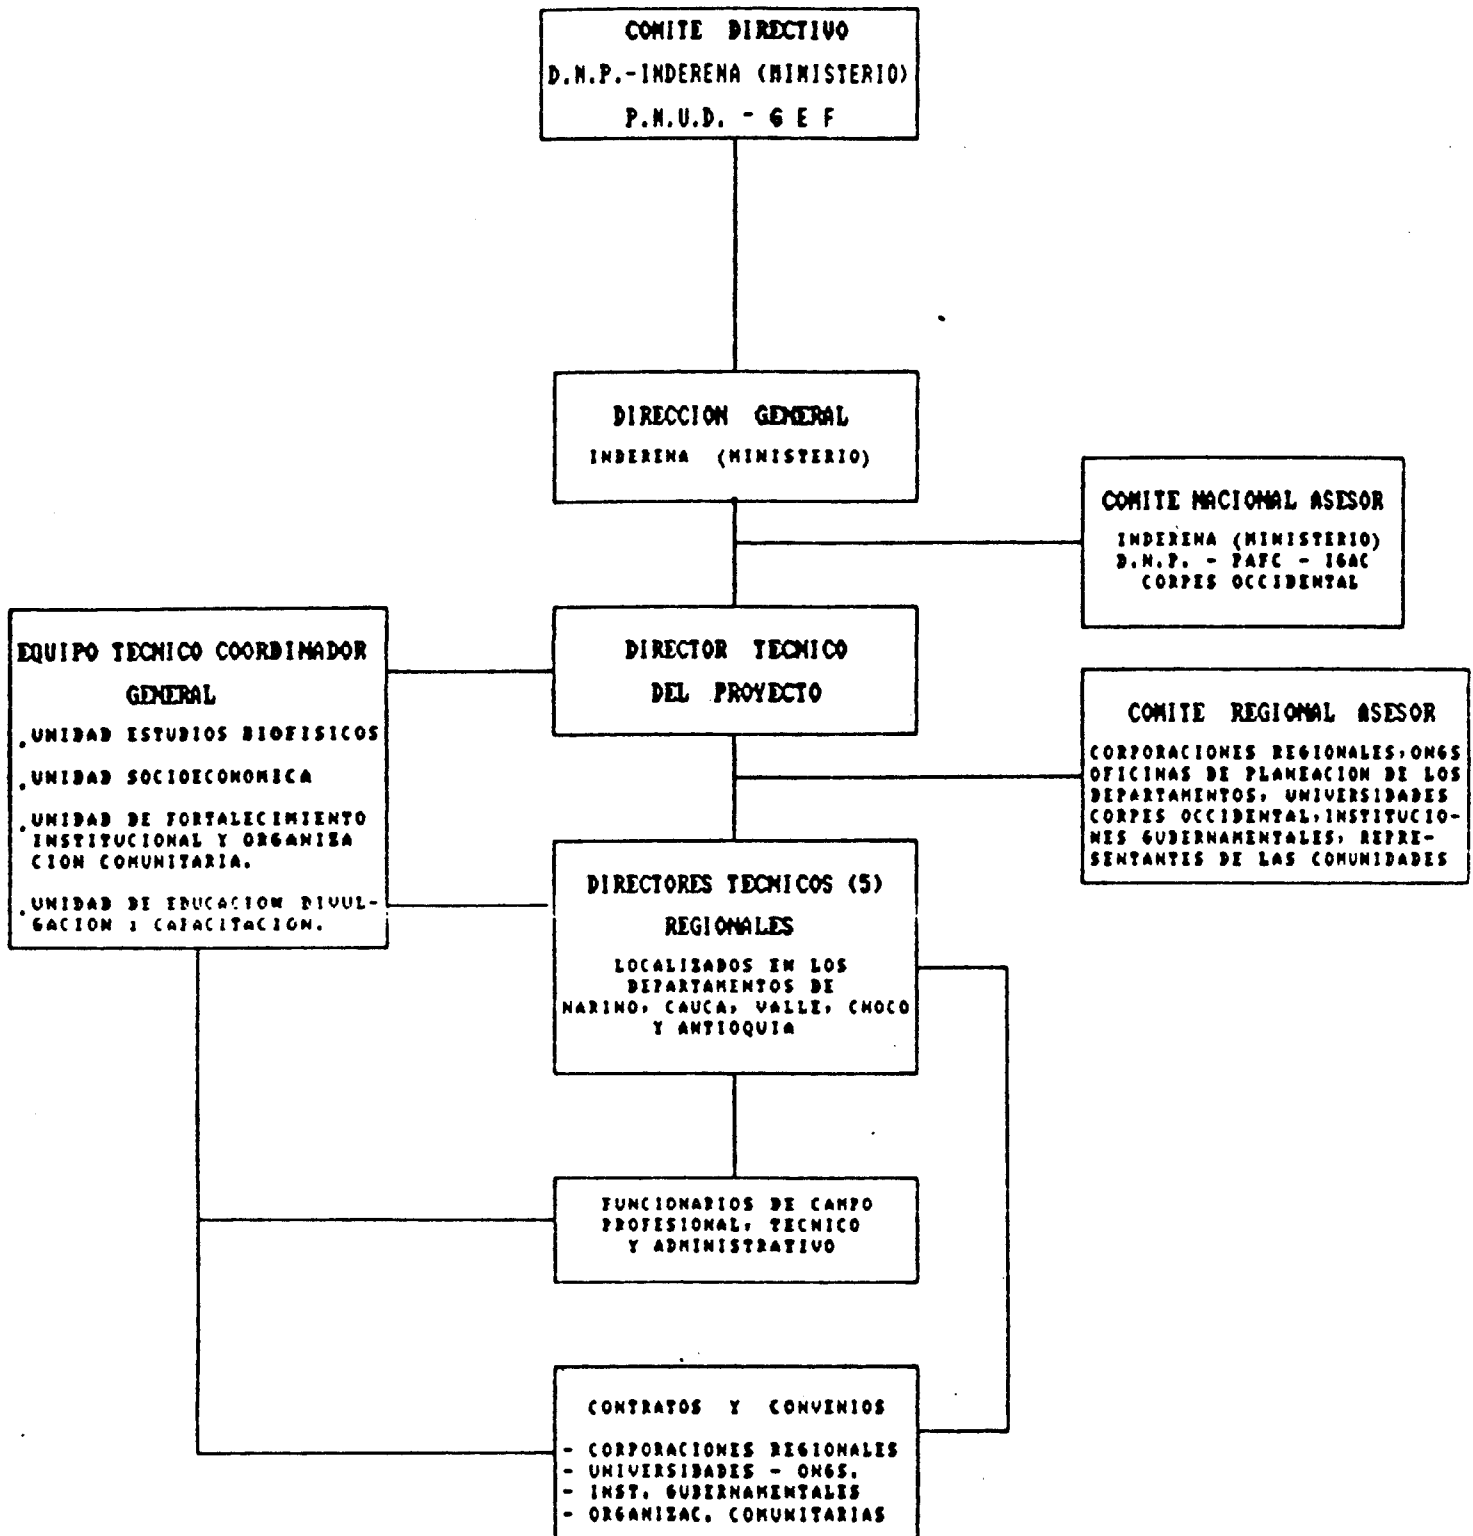 COMITE DIRECTIVO
D.N.P.-INDERENA (MINISTERIO)
P.N.U.D. - G E F
DIRECCION GENERAL
INDERENA (MINISTERIO)
COMITE NACIONAL ASESOR
INDERENA (MINISTERIO)
D.N.P. - PAFC - IGAC
CORPES OCCIDENTAL
EQUIPO TECNICO COORDINADOR
GENERAL
.UNIDAD ESTUDIOS BIOFISICOS
.UNIDAD SOCIOECONOMICA
.UNIDAD DE FORTALECIMIENTO
INSTITUCIONAL Y ORGANIZA
CION COMUNITARIA.
.UNIDAD DE EDUCACION DIVUL-
GACION Y CAPACITACION.
DIRECTOR TECNICO
DEL PROYECTO
COMITE REGIONAL ASESOR
CORPORACIONES REGIONALES,ONGS
OFICINAS DE PLANEACION DE LOS
DEPARTAMENTOS, UNIVERSIDADES
CORPES OCCIDENTAL,INSTITUCIO-
NES GUBERNAMENTALES, REPRE-
SENTANTES DE LAS COMUNIDADES
DIRECTORES TECNICOS (5)
REGIONALES
LOCALIZADOS EN LOS
DEPARTAMENTOS DE
NARINO, CAUCA, VALLE, CHOCO
Y ANTIOQUIA
FUNCIONARIOS DE CAMPO
PROFESIONAL, TECNICO
Y ADMINISTRATIVO
CONTRATOS Y CONVENIOS
- CORPORACIONES REGIONALES
- UNIVERSIDADES - ONGS.
- INST. GUBERNAMENTALES
- ORGANIZAC. COMUNITARIAS